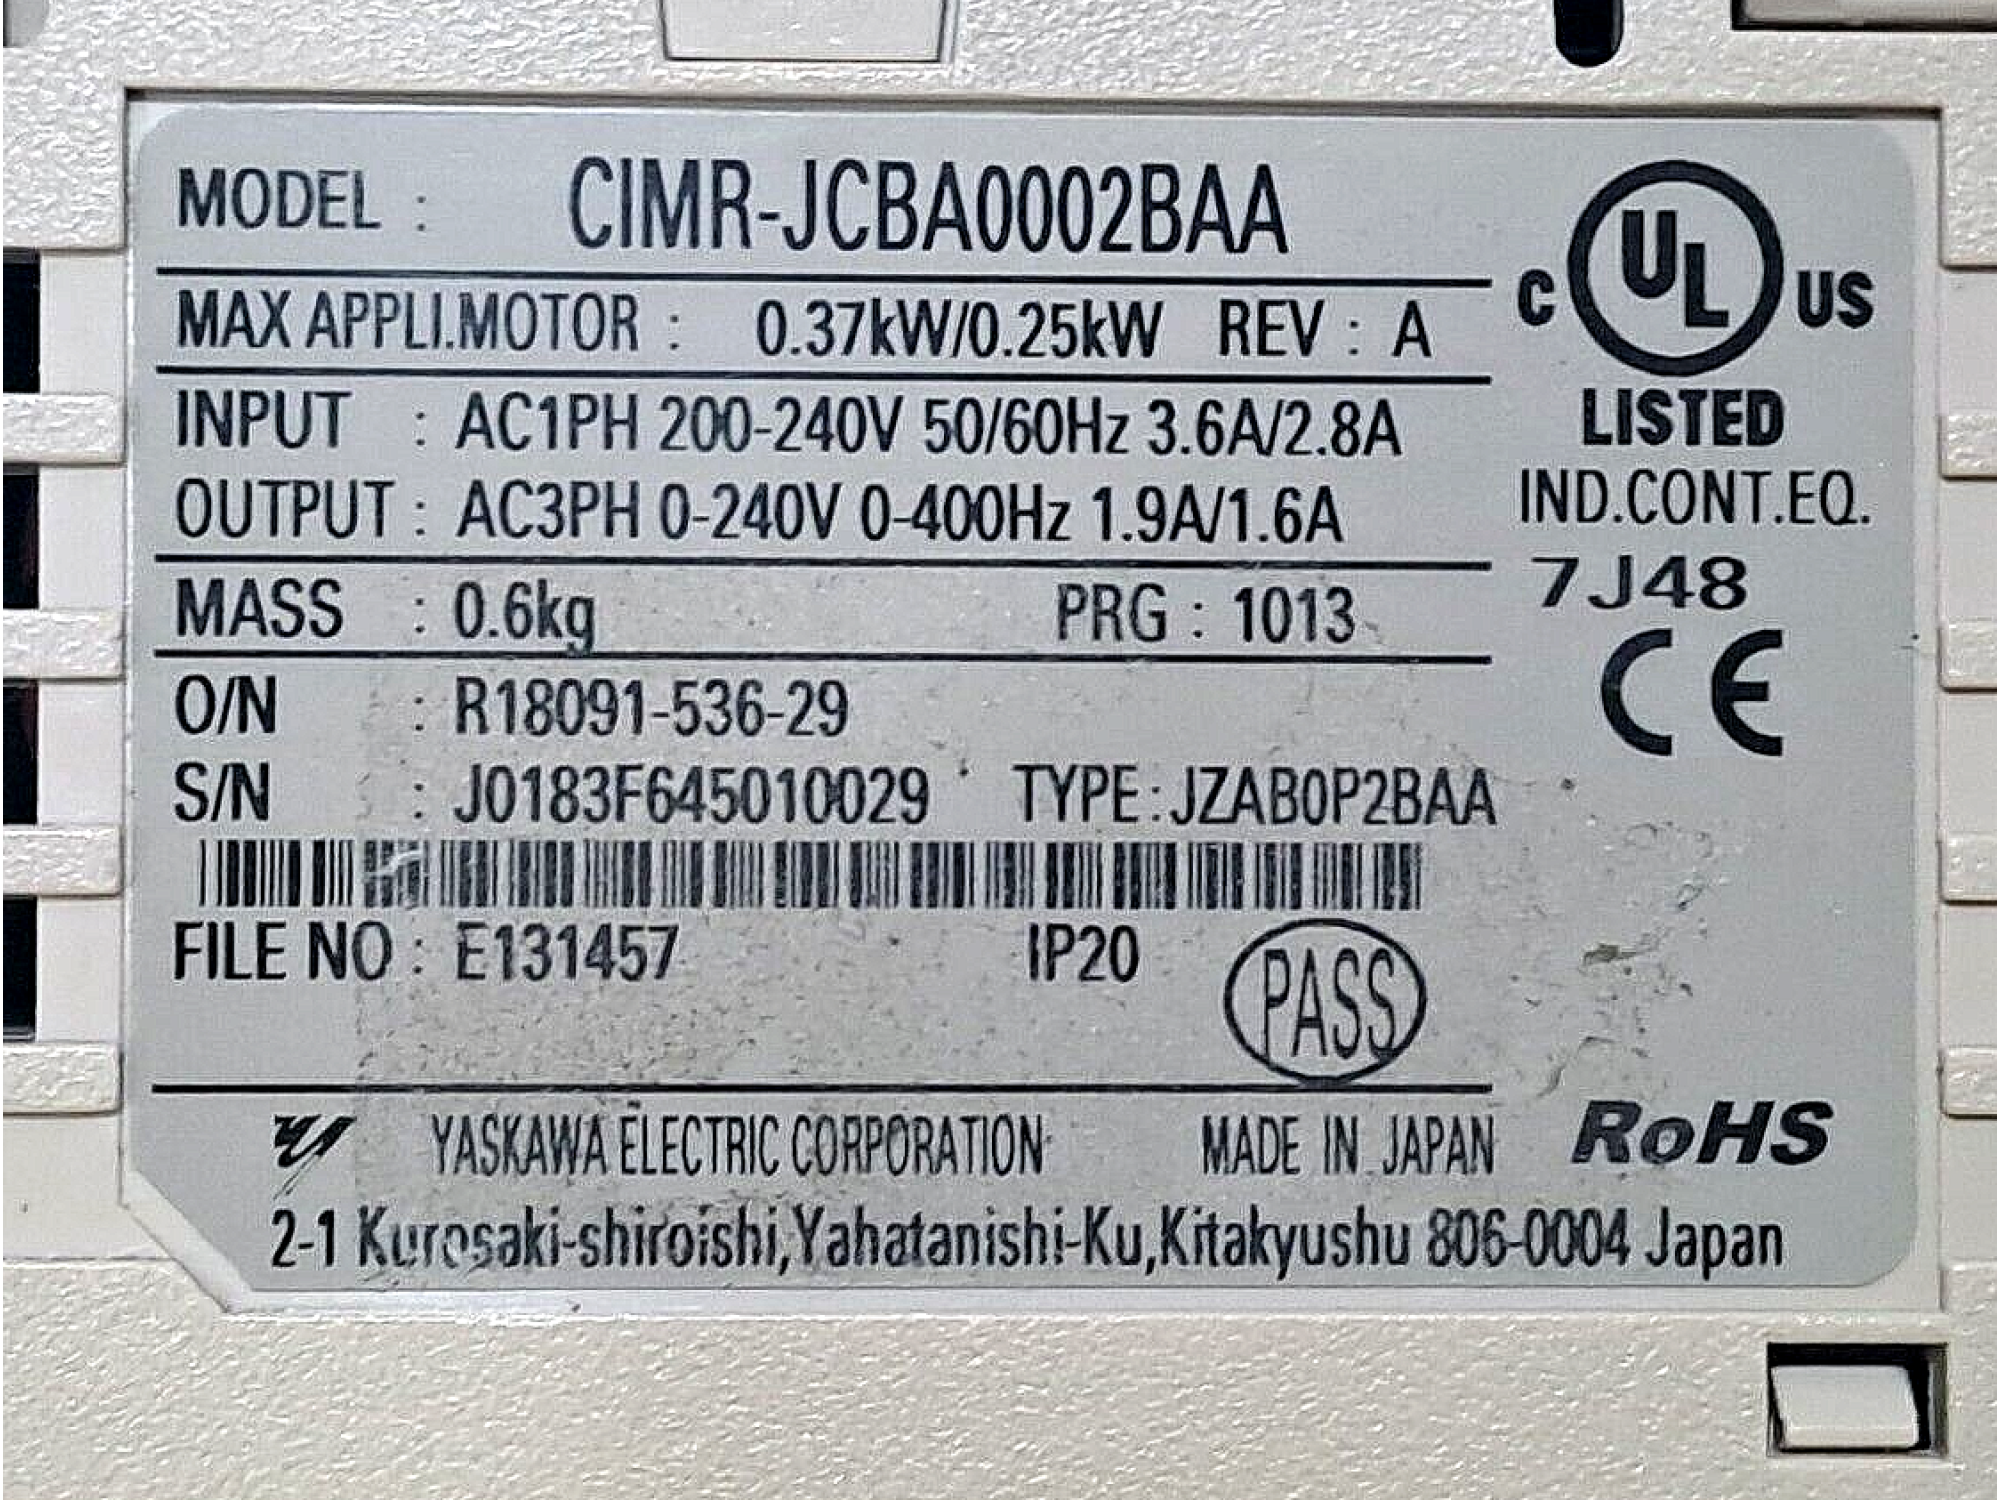 MODEL : CIMR-JCBA0002BAA
MAX APPLI.MOTOR : 0.37kW/0.25kW REV : A
INPUT : AC1PH 200-240V 50/60Hz 3.6A/2.8A
OUTPUT : AC3PH 0-240V 0-400Hz 1.9A/1.6A
MASS : 0.6kg PRG : 1013
O/N : R18091-536-29
S/N : J0183F645010029 TYPE : JZAB0P2BAA
FILE NO : E131457 IP20
PASS
C UL US
LISTED
IND.CONT.EQ.
7J48
CE
YASKAWA ELECTRIC CORPORATION MADE IN JAPAN RoHS
2-1 Kurosaki-shiroishi,Yahatanishi-Ku,Kitakyushu 806-0004 Japan